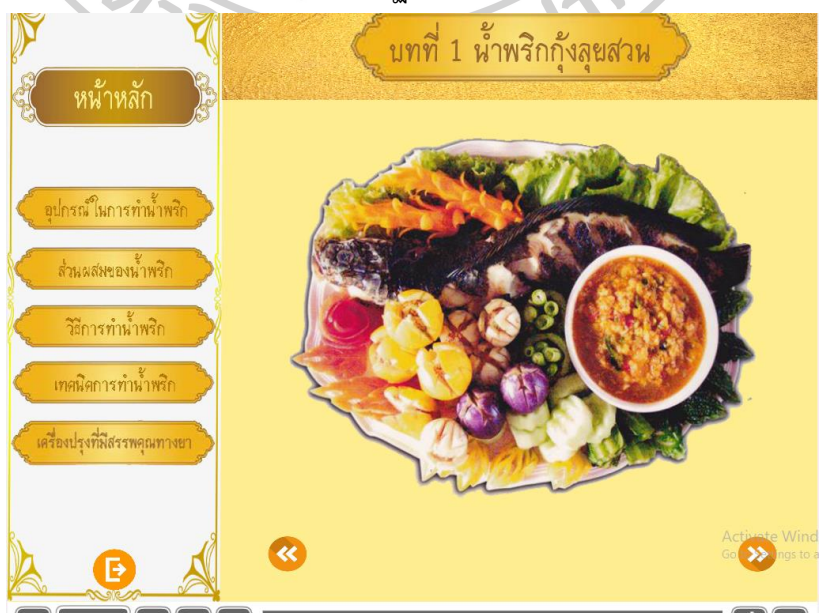 บทที่ 1 น้ำพริกกุ้งลุยสวน
หน้าหลัก
อุปกรณ์ในการทำน้ำพริก
ส่วนผสมของน้ำพริก
วิธีการทำน้ำพริก
เทคนิคการทำน้ำพริก
เครื่องปรุงที่มีสรรพคุณทางยา
Activate Wind
Go ngs to a